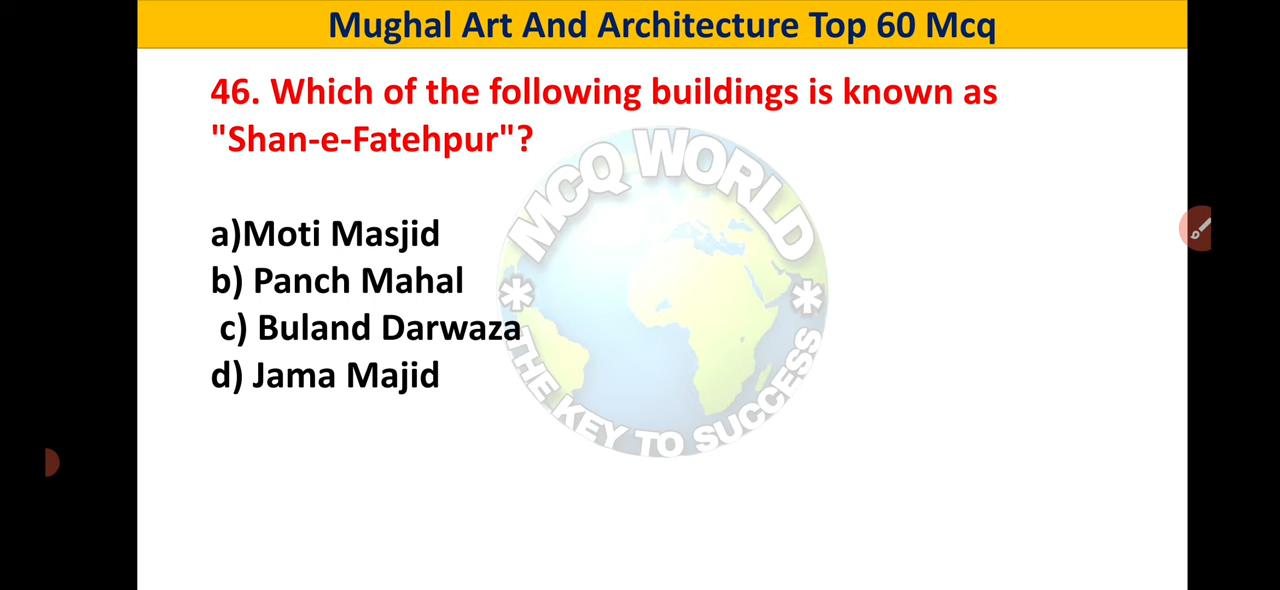 Mughal Art And Architecture Top 60 Mcq
46. Which of the following buildings is known as
"Shan-e-Fatehpur"?
a)Moti Masjid
b) Panch Mahal
c) Buland Darwaza
d) Jama Majid
MCQ WORLD
* *
THE KEY TO SUCCESS